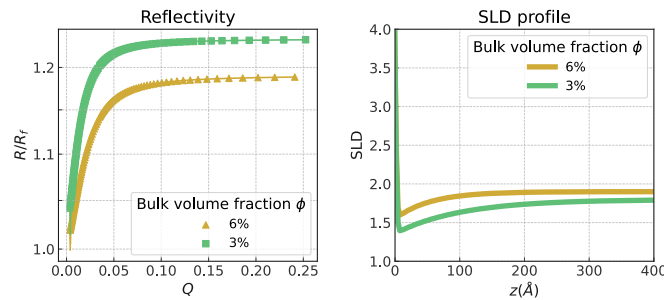 Reflectivity
R/R_f
1.2
1.1
1.0
Bulk volume fraction ϕ
6%
3%
0.00 0.05 0.10 0.15 0.20 0.25
Q
SLD profile
SLD
4.0
3.5
3.0
2.5
2.0
1.5
1.0
Bulk volume fraction ϕ
6%
3%
0 100 200 300 400
z(Å)